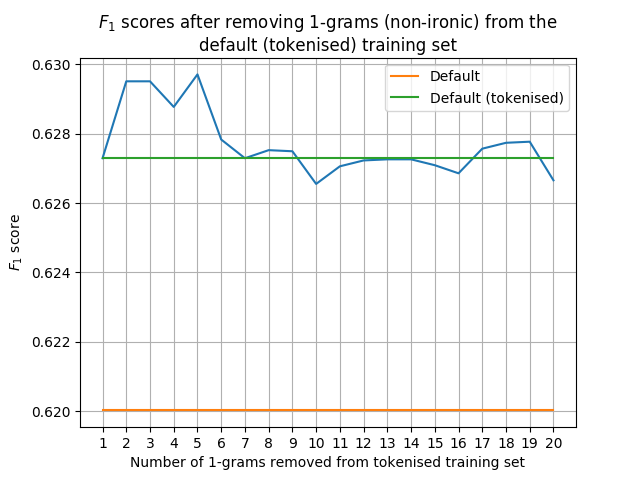 F₁ scores after removing 1-grams (non-ironic) from the
default (tokenised) training set
0.630
0.628
0.626
0.624
0.622
0.620
F₁ score
Default
Default (tokenised)
1 2 3 4 5 6 7 8 9 10 11 12 13 14 15 16 17 18 19 20
Number of 1-grams removed from tokenised training set